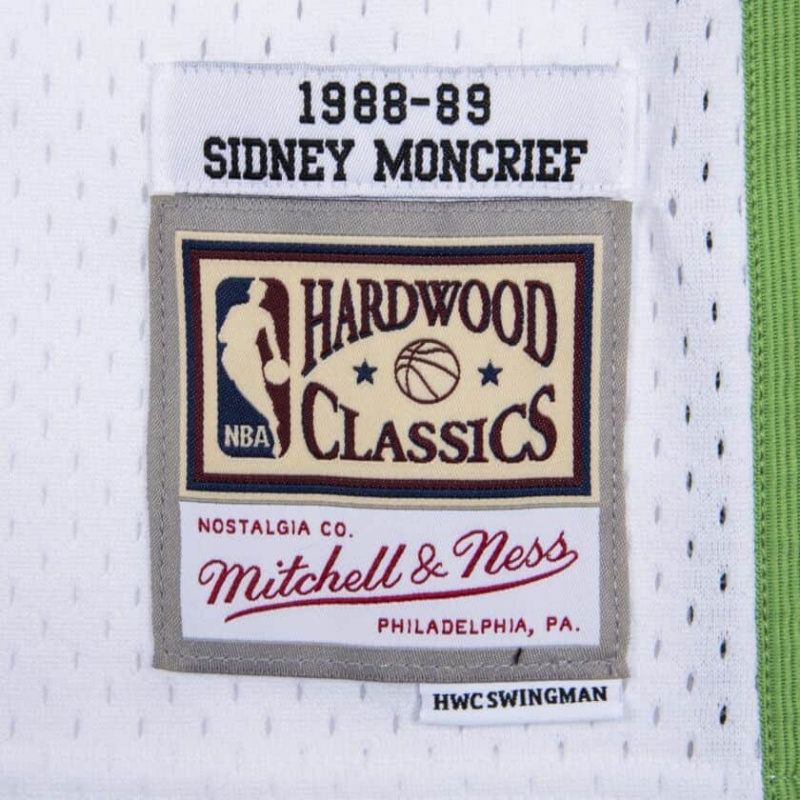 1988-89
SIDNEY MONCRIEF
HARDWOOD
CLASSICS
NBA
NOSTALGIA CO.
Mitchell & Ness
PHILADELPHIA, PA.
HWC SWINGMAN